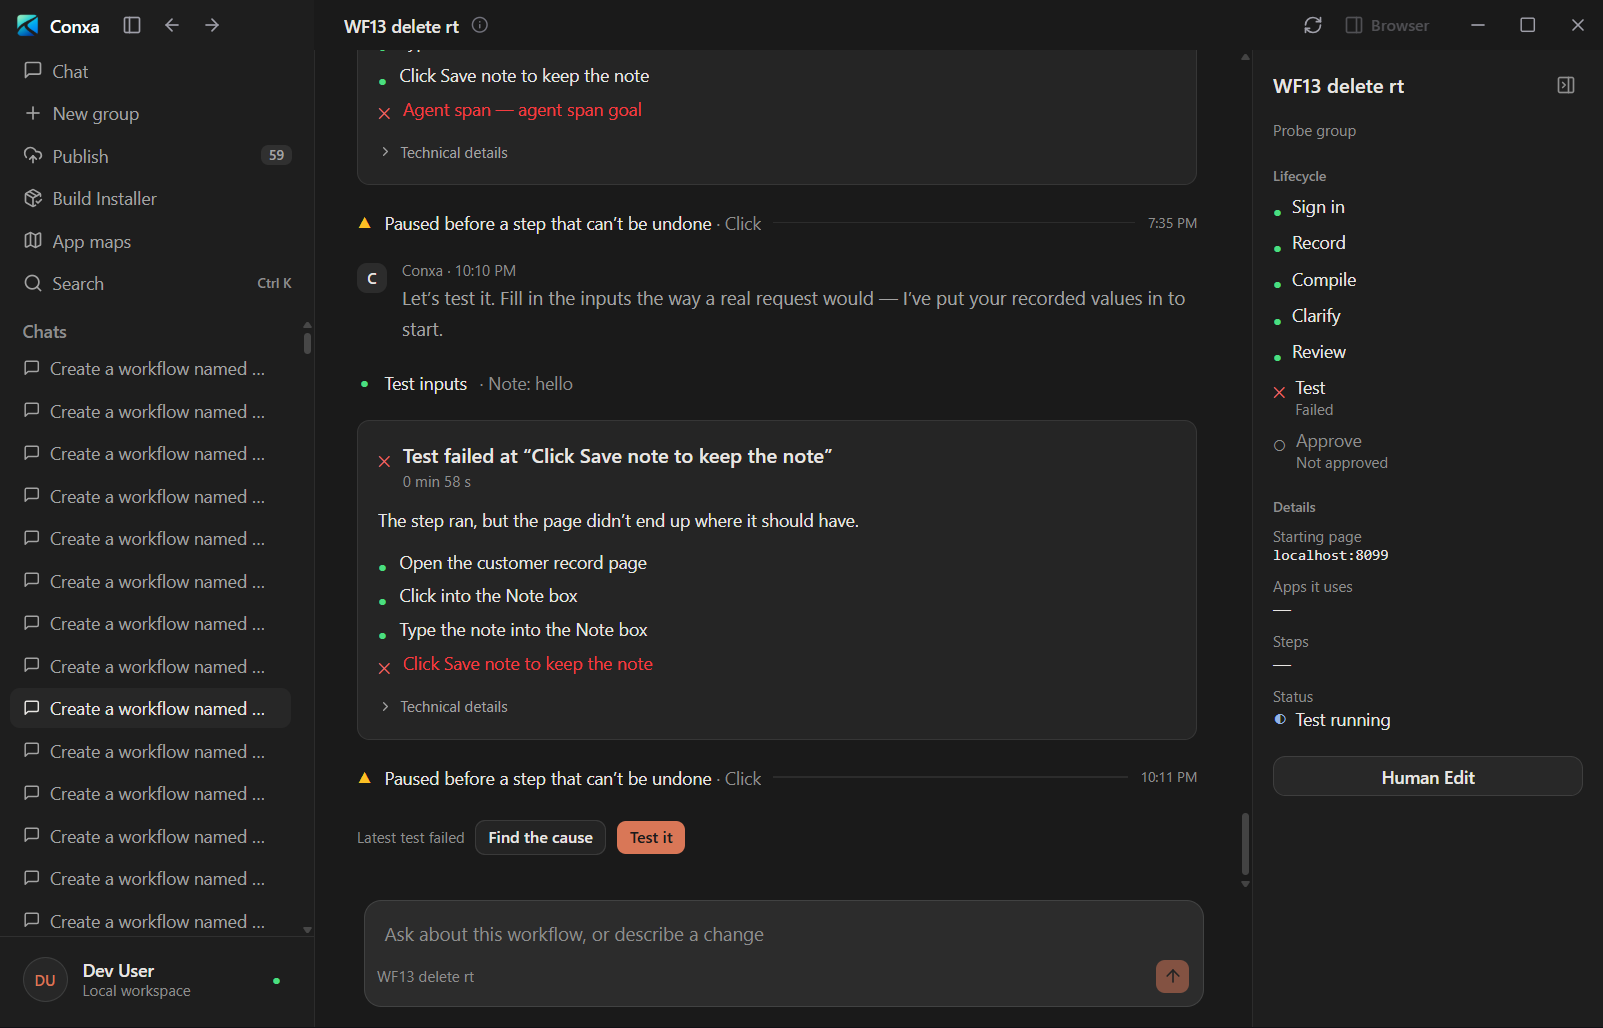 Conxa
Chat
New group
Publish 59
Build Installer
App maps
Search Ctrl K
Chats
Create a workflow named ...
Create a workflow named ...
Create a workflow named ...
Create a workflow named ...
Create a workflow named ...
Create a workflow named ...
Create a workflow named ...
Create a workflow named ...
Create a workflow named ...
Create a workflow named ...
Create a workflow named ...
Create a workflow named ...
Create a workflow named ...
Create a workflow named ...
DU
Dev User
Local workspace
WF13 delete rt
Browser
Click Save note to keep the note
Agent span — agent span goal
Technical details
Paused before a step that can’t be undone · Click 7:35 PM
C
Conxa · 10:10 PM
Let’s test it. Fill in the inputs the way a real request would — I’ve put your recorded values in to
start.
Test inputs · Note: hello
Test failed at “Click Save note to keep the note”
0 min 58 s
The step ran, but the page didn’t end up where it should have.
Open the customer record page
Click into the Note box
Type the note into the Note box
Click Save note to keep the note
Technical details
Paused before a step that can’t be undone · Click 10:11 PM
Latest test failed Find the cause Test it
Ask about this workflow, or describe a change
WF13 delete rt
WF13 delete rt
Probe group
Lifecycle
Sign in
Record
Compile
Clarify
Review
Test
Failed
Approve
Not approved
Details
Starting page
localhost:8099
Apps it uses
—
Steps
—
Status
Test running
Human Edit